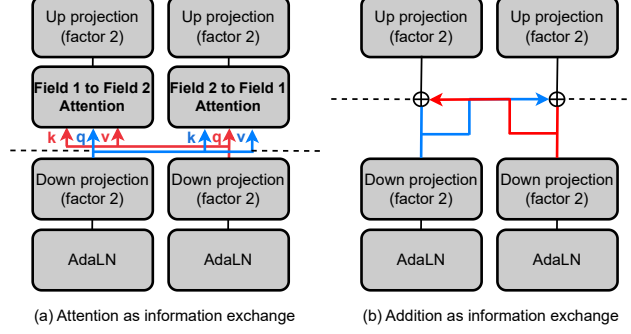 Up projection
(factor 2)
Up projection
(factor 2)
Field 1 to Field 2
Attention
Field 2 to Field 1
Attention
k q v
k q v
Down projection
(factor 2)
Down projection
(factor 2)
AdaLN
AdaLN
(a) Attention as information exchange
Up projection
(factor 2)
Up projection
(factor 2)
Down projection
(factor 2)
Down projection
(factor 2)
AdaLN
AdaLN
(b) Addition as information exchange